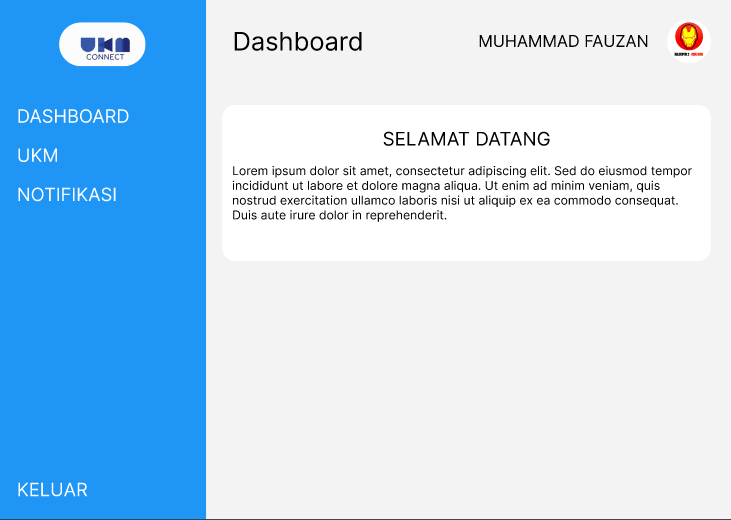 UKM
CONNECT
DASHBOARD
UKM
NOTIFIKASI
KELUAR
Dashboard
MUHAMMAD FAUZAN
SELAMAT DATANG
Lorem ipsum dolor sit amet, consectetur adipiscing elit. Sed do eiusmod tempor
incididunt ut labore et dolore magna aliqua. Ut enim ad minim veniam, quis
nostrud exercitation ullamco laboris nisi ut aliquip ex ea commodo consequat.
Duis aute irure dolor in reprehenderit.